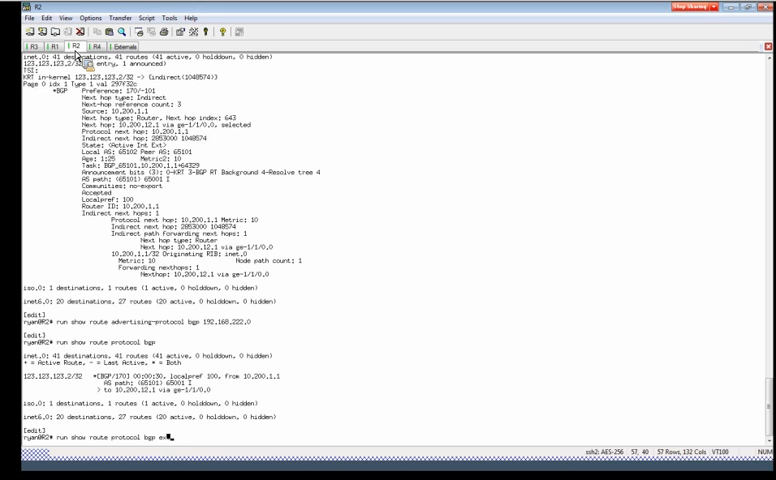 R2
Stop Sharing
File Edit View Options Transfer Script Tools Help
R3 R1 R2 R4 Externals
inet.0: 41 destinations, 41 routes (41 active, 0 holddown, 0 hidden)
123.123.123.2/32 entry, 1 announced)
TSI:
KRT in-kernel 123.123.123.2/32 -> {indirect(1048574)}
Page 0 idx 1 Type 1 val 297f32c
*BGP Preference: 170/-101
Next hop type: Indirect
Next-hop reference count: 3
Source: 10.200.1.1
Next hop type: Router, Next hop index: 643
Next hop: 10.200.12.1 via ge-1/1/0.0, selected
Protocol next hop: 10.200.1.1
Indirect next hop: 2853000 1048574
State: <Active Int Ext>
Local AS: 65102 Peer AS: 65101
Age: 1:25 Metric2: 10
Task: BGP_65101.10.200.1.1+64329
Announcement bits (3): 0-KRT 3-BGP RT Background 4-Resolve tree 4
AS path: (65101) 65001 I
Communities: no-export
Accepted
Localpref: 100
Router ID: 10.200.1.1
Indirect next hops: 1
Protocol next hop: 10.200.1.1 Metric: 10
Indirect next hop: 2853000 1048574
Indirect path forwarding next hops: 1
Next hop type: Router
Next hop: 10.200.12.1 via ge-1/1/0.0
10.200.1.1/32 Originating RIB: inet.0
Metric: 10 Node path count: 1
Forwarding nexthops: 1
Nexthop: 10.200.12.1 via ge-1/1/0.0
iso.0: 1 destinations, 1 routes (1 active, 0 holddown, 0 hidden)
inet6.0: 20 destinations, 27 routes (20 active, 0 holddown, 0 hidden)
[edit]
ryan@R2# run show route advertising-protocol bgp 192.168.222.0
[edit]
ryan@R2# run show route protocol bgp
inet.0: 41 destinations, 41 routes (41 active, 0 holddown, 0 hidden)
+ = Active Route, - = Last Active, * = Both
123.123.123.2/32 *[BGP/170] 00:00:30, localpref 100, from 10.200.1.1
AS path: (65101) 65001 I
> to 10.200.12.1 via ge-1/1/0.0
iso.0: 1 destinations, 1 routes (1 active, 0 holddown, 0 hidden)
inet6.0: 20 destinations, 27 routes (20 active, 0 holddown, 0 hidden)
[edit]
ryan@R2# run show route protocol bgp ex
ssh2: AES-256 57, 40 57 Rows, 132 Cols VT100 NUM